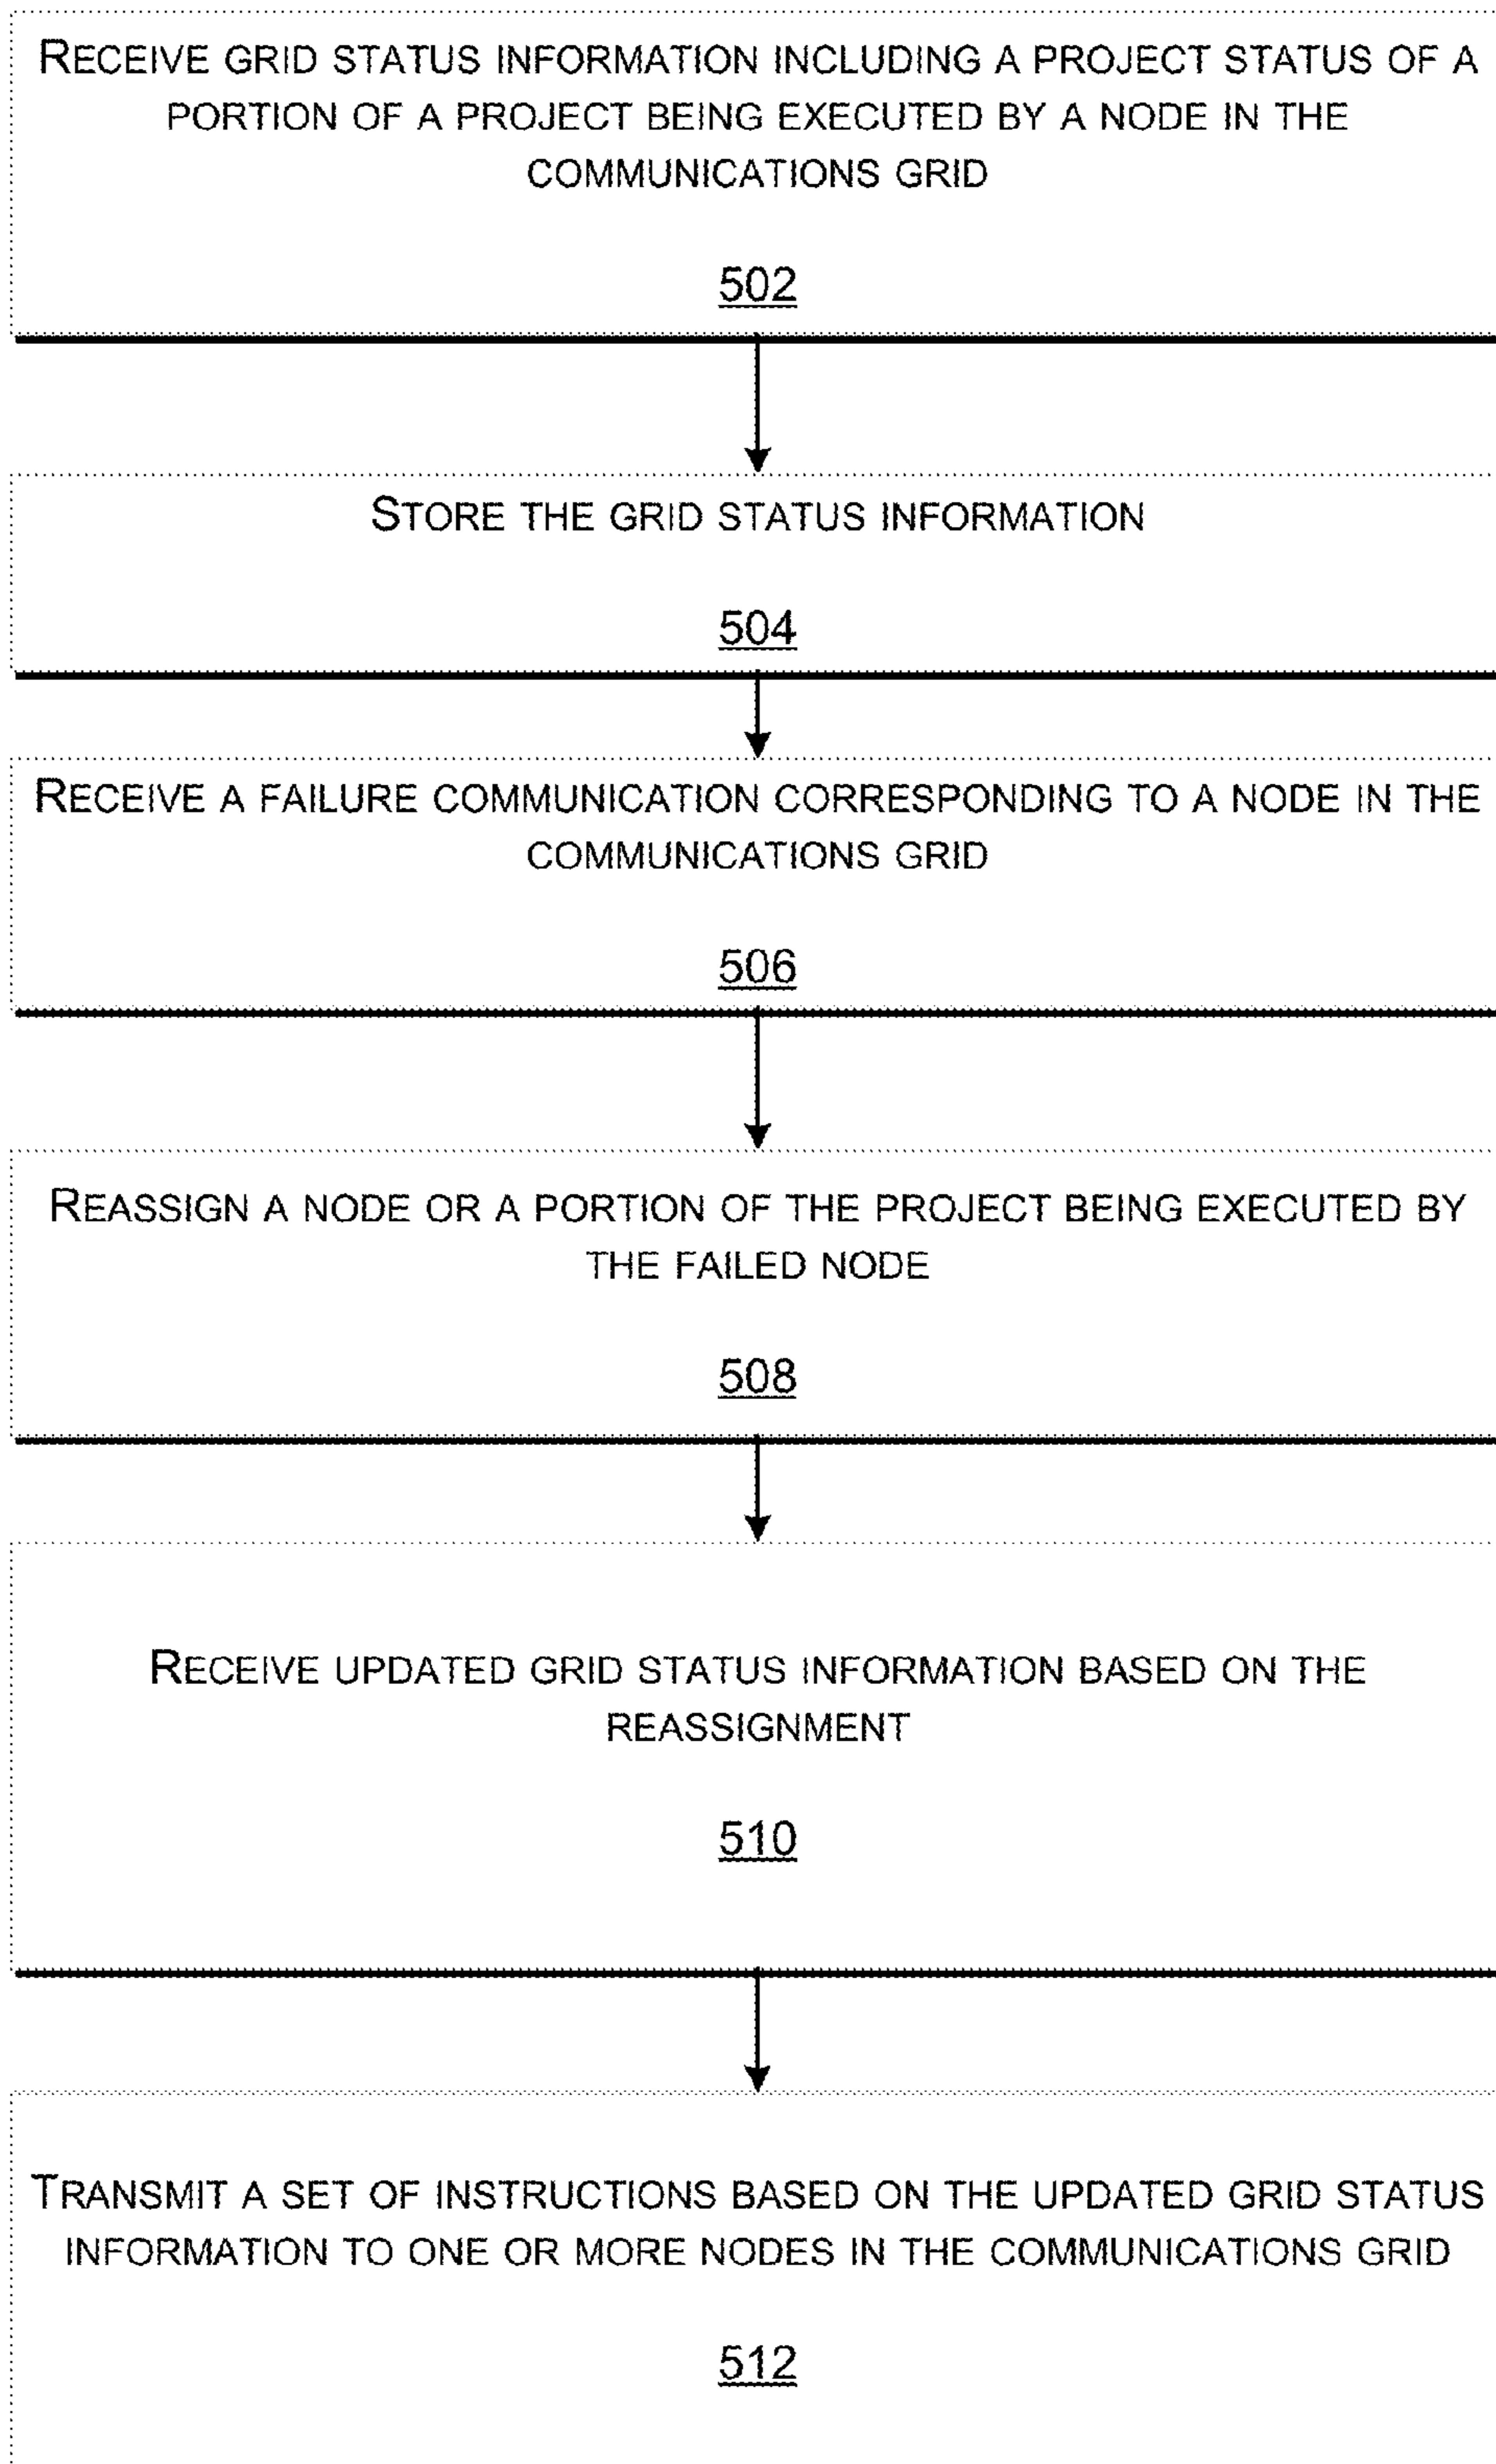 RECEIVE GRID STATUS INFORMATION INCLUDING A PROJECT STATUS OF A
PORTION OF A PROJECT BEING EXECUTED BY A NODE IN THE
COMMUNICATIONS GRID
502
STORE THE GRID STATUS INFORMATION
504
RECEIVE A FAILURE COMMUNICATION CORRESPONDING TO A NODE IN THE
COMMUNICATIONS GRID
506
REASSIGN A NODE OR A PORTION OF THE PROJECT BEING EXECUTED BY
THE FAILED NODE
508
RECEIVE UPDATED GRID STATUS INFORMATION BASED ON THE
REASSIGNMENT
510
TRANSMIT A SET OF INSTRUCTIONS BASED ON THE UPDATED GRID STATUS
INFORMATION TO ONE OR MORE NODES IN THE COMMUNICATIONS GRID
512